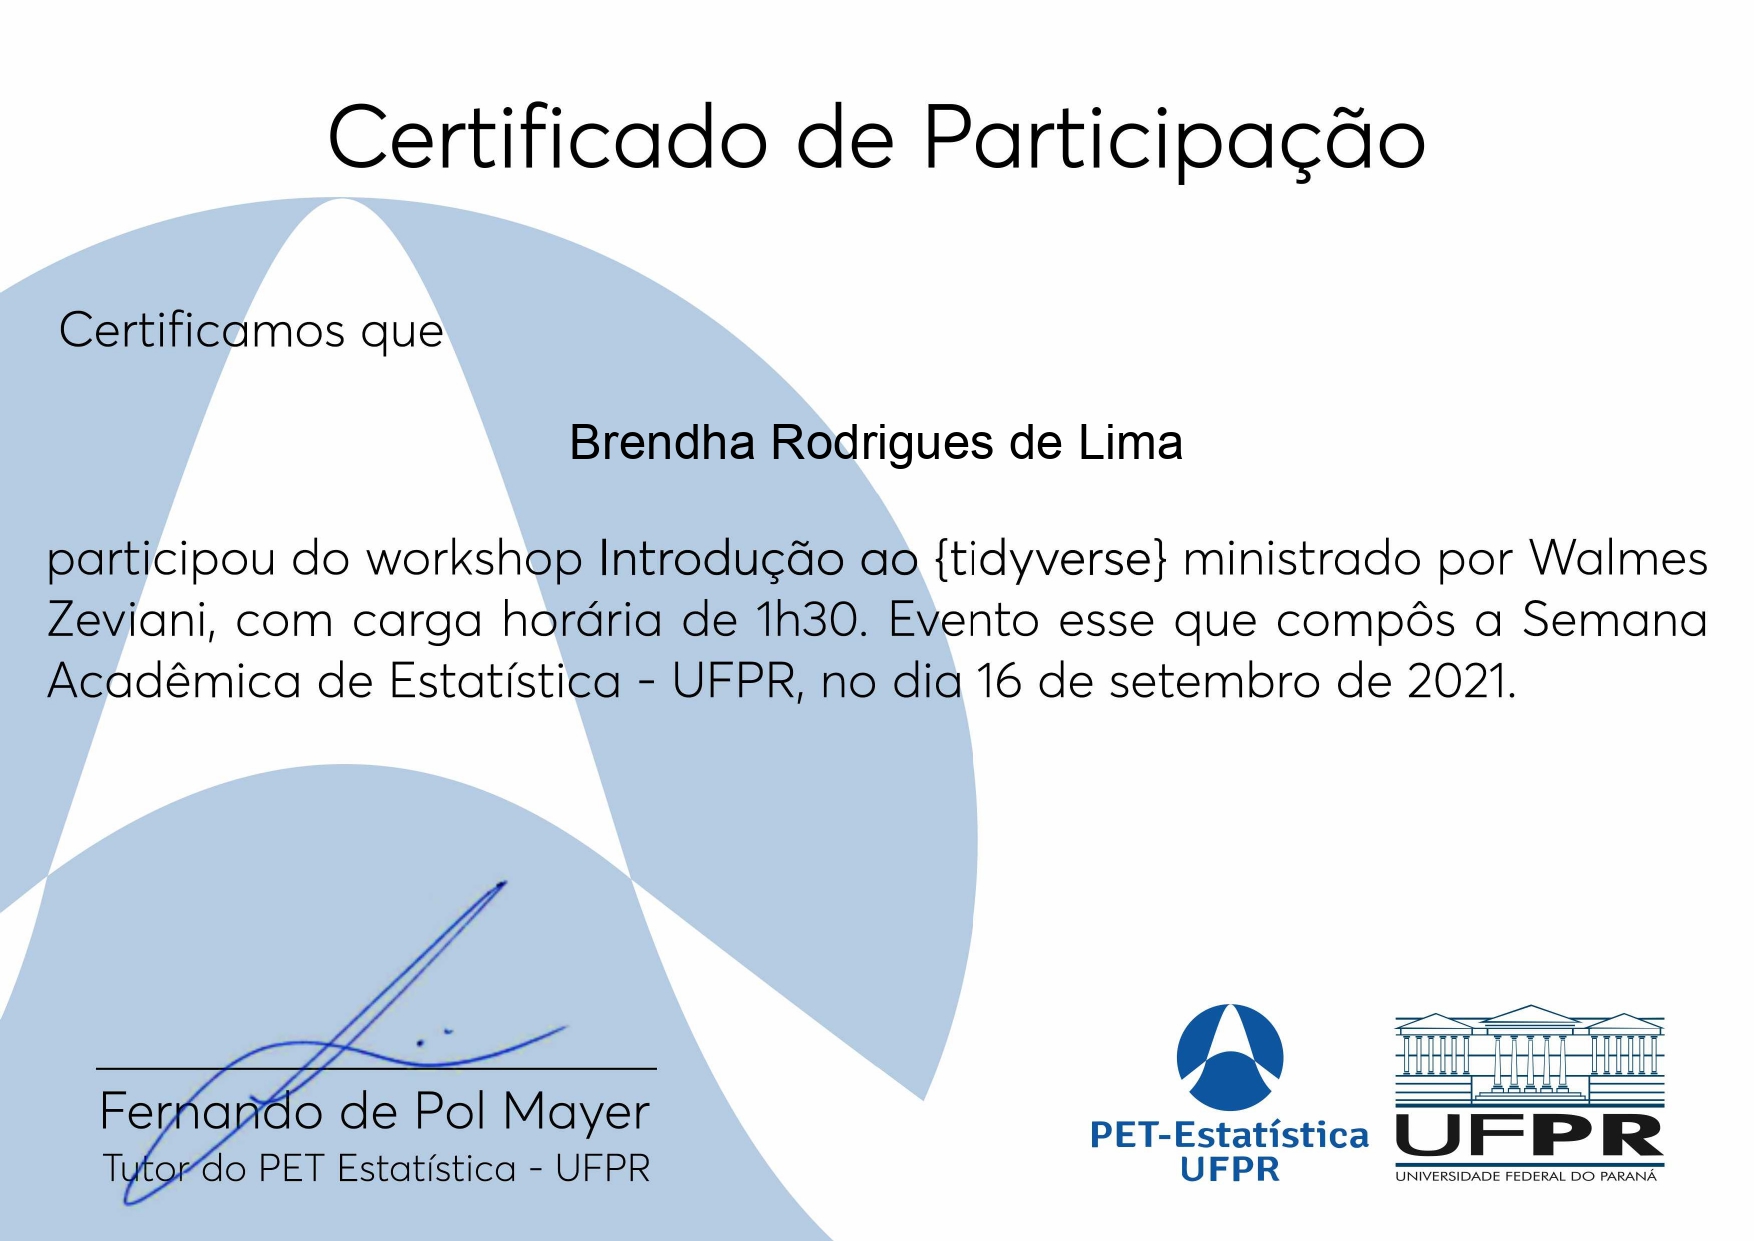 Certificado de Participação
Certificamos que
Brendha Rodrigues de Lima
participou do workshop Introdução ao {tidyverse} ministrado por Walmes
Zeviani, com carga horária de 1h30. Evento esse que compôs a Semana
Acadêmica de Estatística - UFPR, no dia 16 de setembro de 2021.
Fernando de Pol Mayer
Tutor do PET Estatística - UFPR
PET-Estatística
UFPR
UFPR
UNIVERSIDADE FEDERAL DO PARANÁ